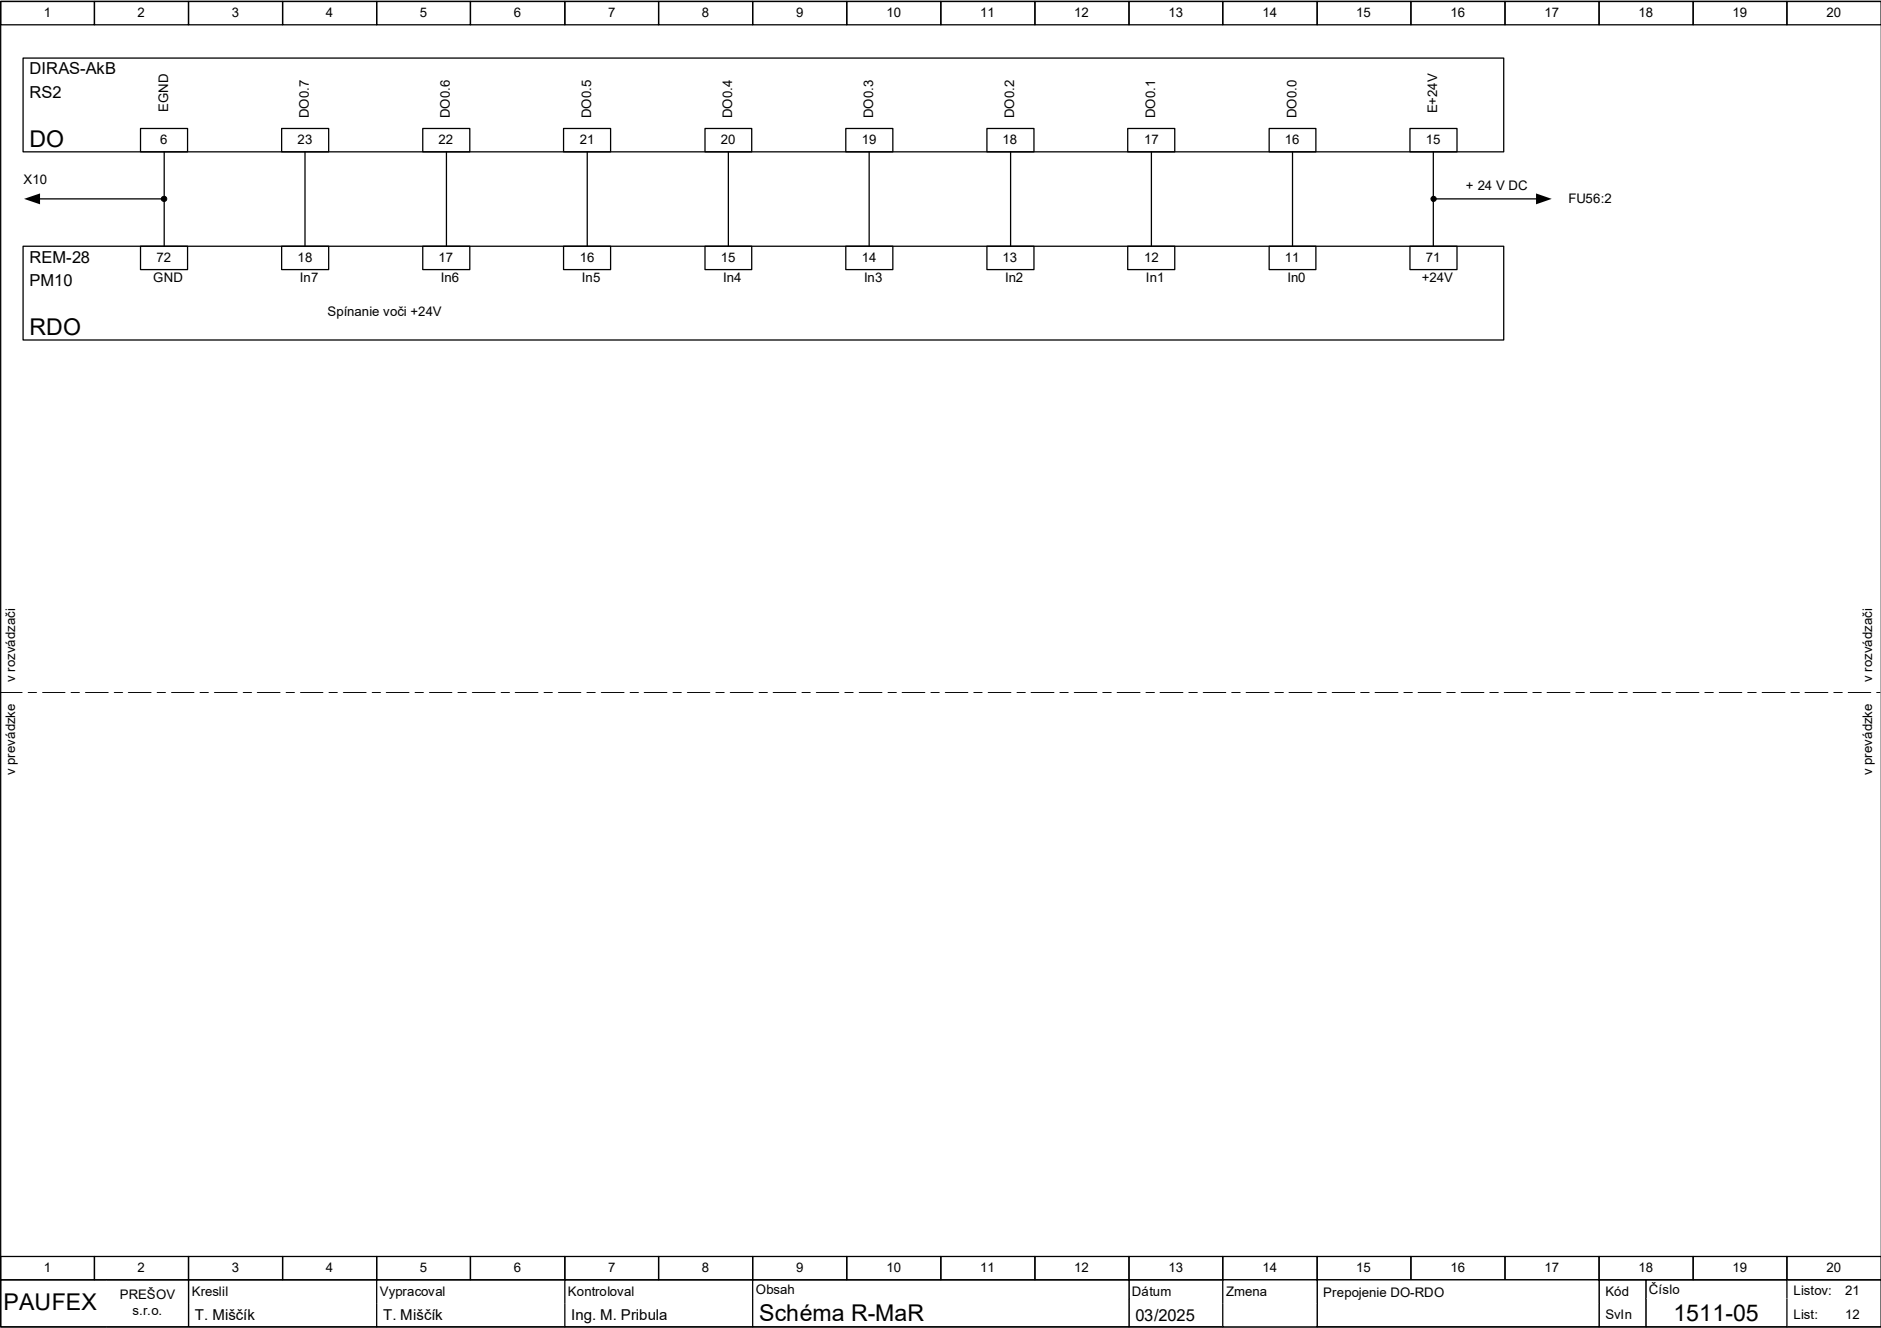 1 2 3 4 5 6 7 8 9 10 11 12 13 14 15 16 17 18 19 20
DIRAS-AkB
RS2
DO
EGND DO0.7 DO0.6 DO0.5 DO0.4 DO0.3 DO0.2 DO0.1 DO0.0 E+24V
6 23 22 21 20 19 18 17 16 15
X10
+ 24 V DC
FU56:2
REM-28
PM10
RDO
72 18 17 16 15 14 13 12 11 71
GND In7 In6 In5 In4 In3 In2 In1 In0 +24V
Spínanie voči +24V
v rozvádzači
v rozvádzači
v prevádzke
v prevádzke
1 2 3 4 5 6 7 8 9 10 11 12 13 14 15 16 17 18 19 20
PAUFEX
PREŠOV
s.r.o.
Kreslil
T. Miščík
Vypracoval
T. Miščík
Kontroloval
Ing. M. Pribula
Obsah
Schéma R-MaR
Dátum
03/2025
Zmena
Prepojenie DO-RDO
Kód
SvIn
Číslo
1511-05
Listov: 21
List: 12